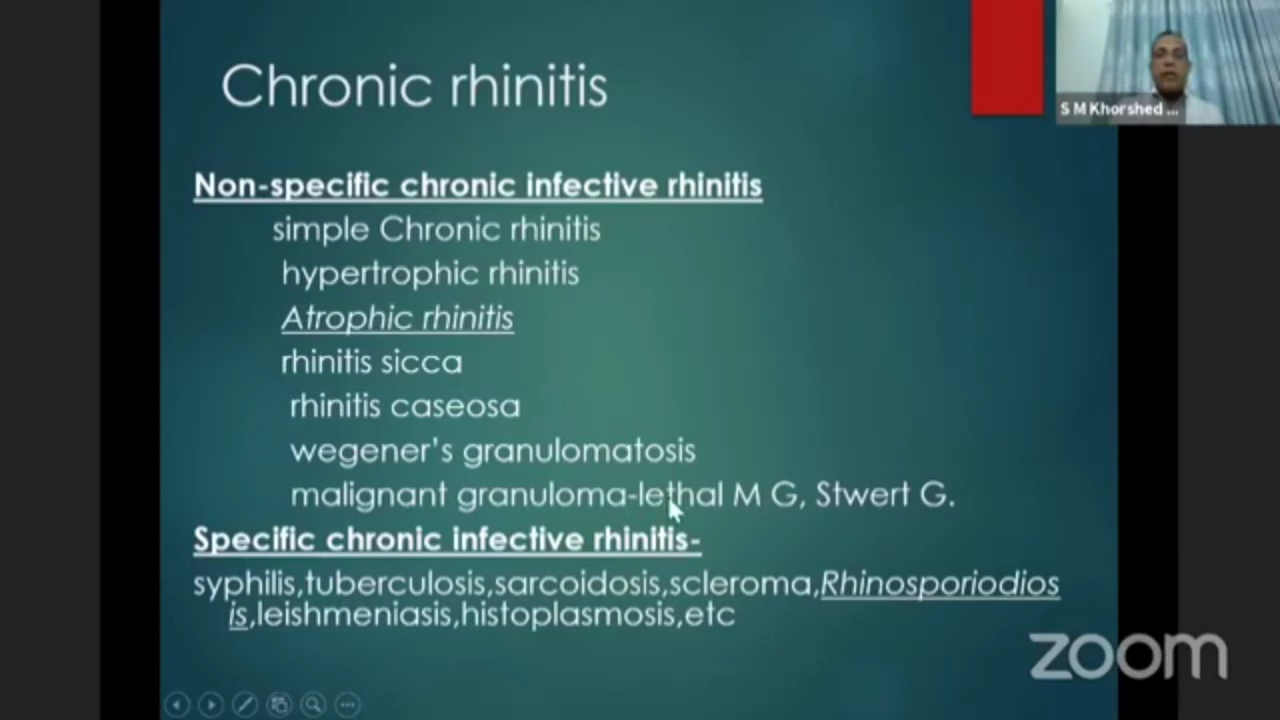 Chronic rhinitis
S M Khorshed ...
Non-specific chronic infective rhinitis
simple Chronic rhinitis
hypertrophic rhinitis
Atrophic rhinitis
rhinitis sicca
rhinitis caseosa
wegener's granulomatosis
malignant granuloma-lethal M G, Stwert G.
Specific chronic infective rhinitis-
syphilis,tuberculosis,sarcoidosis,scleroma,Rhinosporiodios
is,leishmeniasis,histoplasmosis,etc
zoom